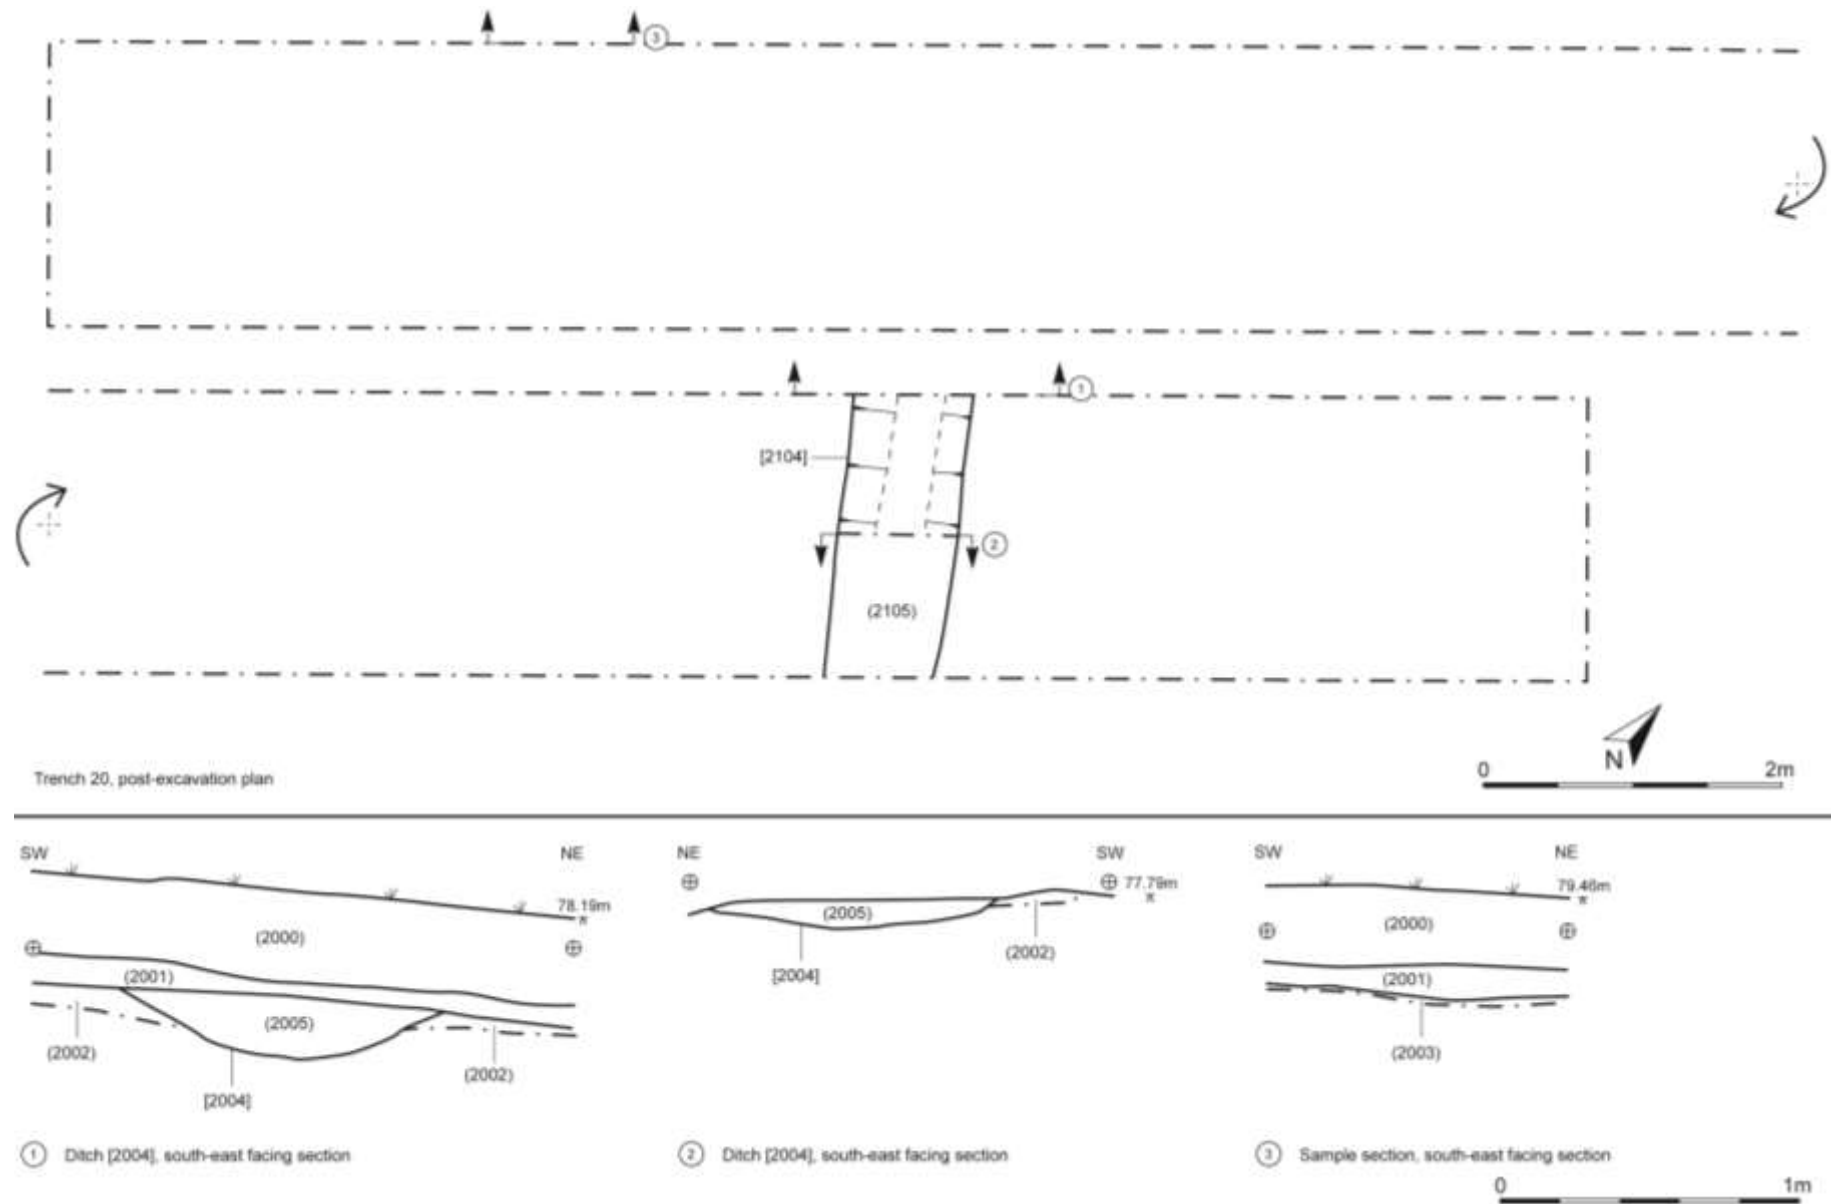 3
1
[2104]
2
(2105)
N
0 2m
Trench 20, post-excavation plan
SW NE
78.19m
(2000)
(2001)
(2005)
(2002)
(2002)
[2004]
1 Ditch [2004], south-east facing section
NE SW
77.79m
(2005)
(2002)
[2004]
2 Ditch [2004], south-east facing section
SW NE
79.46m
(2000)
(2001)
(2003)
3 Sample section, south-east facing section
0 1m